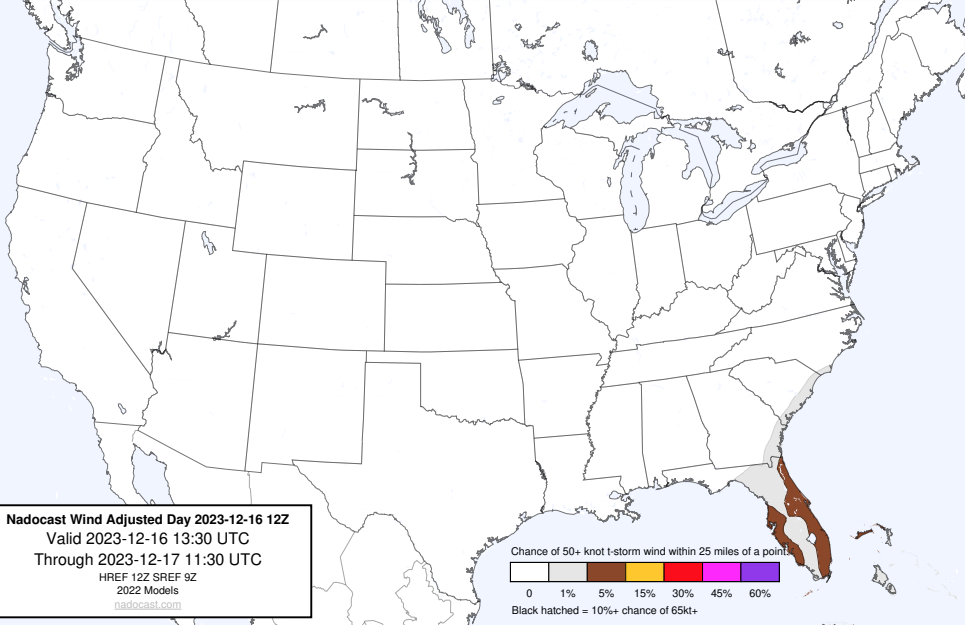 Nadocast Wind Adjusted Day 2023-12-16 12Z
Valid 2023-12-16 13:30 UTC
Through 2023-12-17 11:30 UTC
HREF 12Z SREF 9Z
2022 Models
nadocast.com
Chance of 50+ knot t-storm wind within 25 miles of a point.
0 1% 5% 15% 30% 45% 60%
Black hatched = 10%+ chance of 65kt+